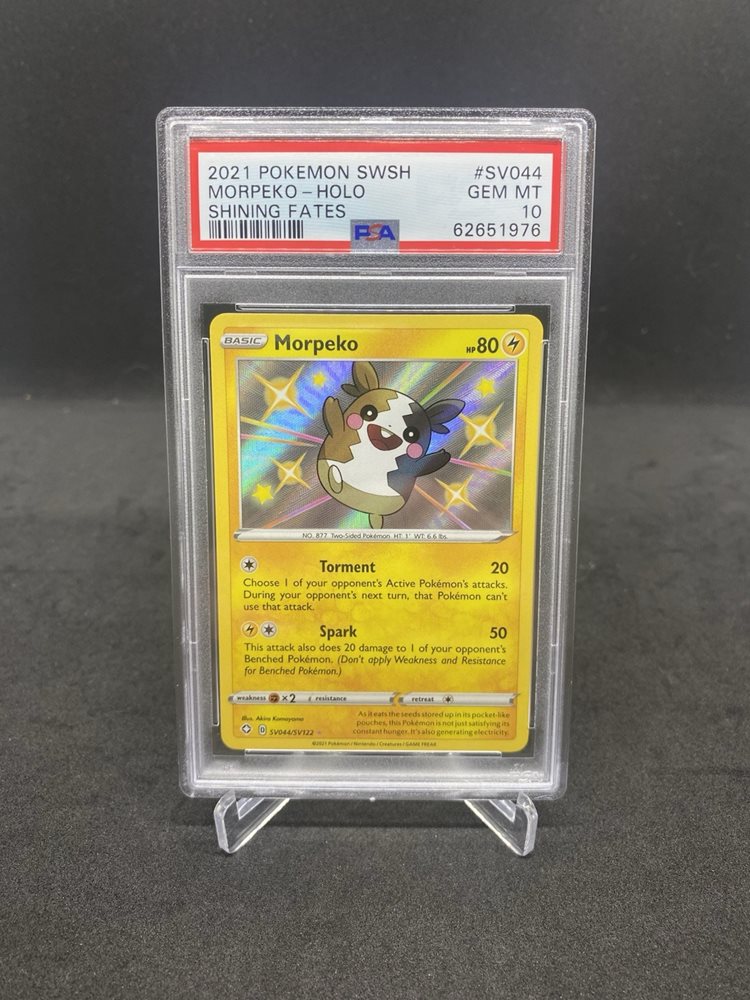 2021 POKEMON SWSH #SV044
MORPEKO - HOLO GEM MT
SHINING FATES 10
PSA 62651976
BASIC Morpeko HP 80
NO. 877 Two-Sided Pokémon HT: 1' WT: 6.6 lbs.
Torment 20
Choose 1 of your opponent's Active Pokémon's attacks.
During your opponent's next turn, that Pokémon can't
use that attack.
Spark 50
This attack also does 20 damage to 1 of your opponent's
Benched Pokémon. (Don't apply Weakness and Resistance
for Benched Pokémon.)
weakness ×2 resistance retreat
Illus. Akira Komayama
D SV044/SV122
As it eats the seeds stored up in its pocket-like
pouches, this Pokémon is not just satisfying its
constant hunger. It's also generating electricity.
©2021 Pokémon / Nintendo / Creatures / GAME FREAK